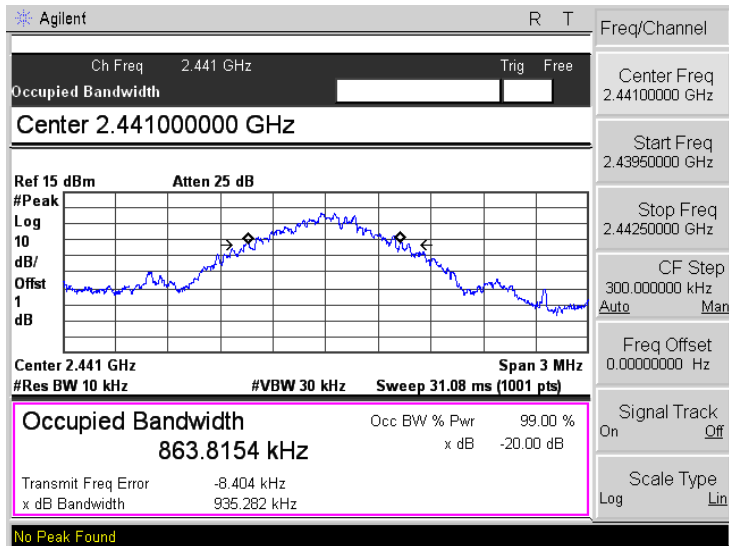 Agilent
R T
Freq/Channel
Ch Freq 2.441 GHz Trig Free
Occupied Bandwidth
Center 2.441000000 GHz
Center Freq
2.44100000 GHz
Start Freq
2.43950000 GHz
Stop Freq
2.44250000 GHz
CF Step
300.000000 kHz
Auto Man
Freq Offset
0.00000000 Hz
Signal Track
On Off
Scale Type
Log Lin
Ref 15 dBm Atten 25 dB
#Peak
Log
10
dB/
Offst
1
dB
Center 2.441 GHz Span 3 MHz
#Res BW 10 kHz #VBW 30 kHz Sweep 31.08 ms (1001 pts)
Occupied Bandwidth Occ BW % Pwr 99.00 %
863.8154 kHz x dB -20.00 dB
Transmit Freq Error -8.404 kHz
x dB Bandwidth 935.282 kHz
No Peak Found